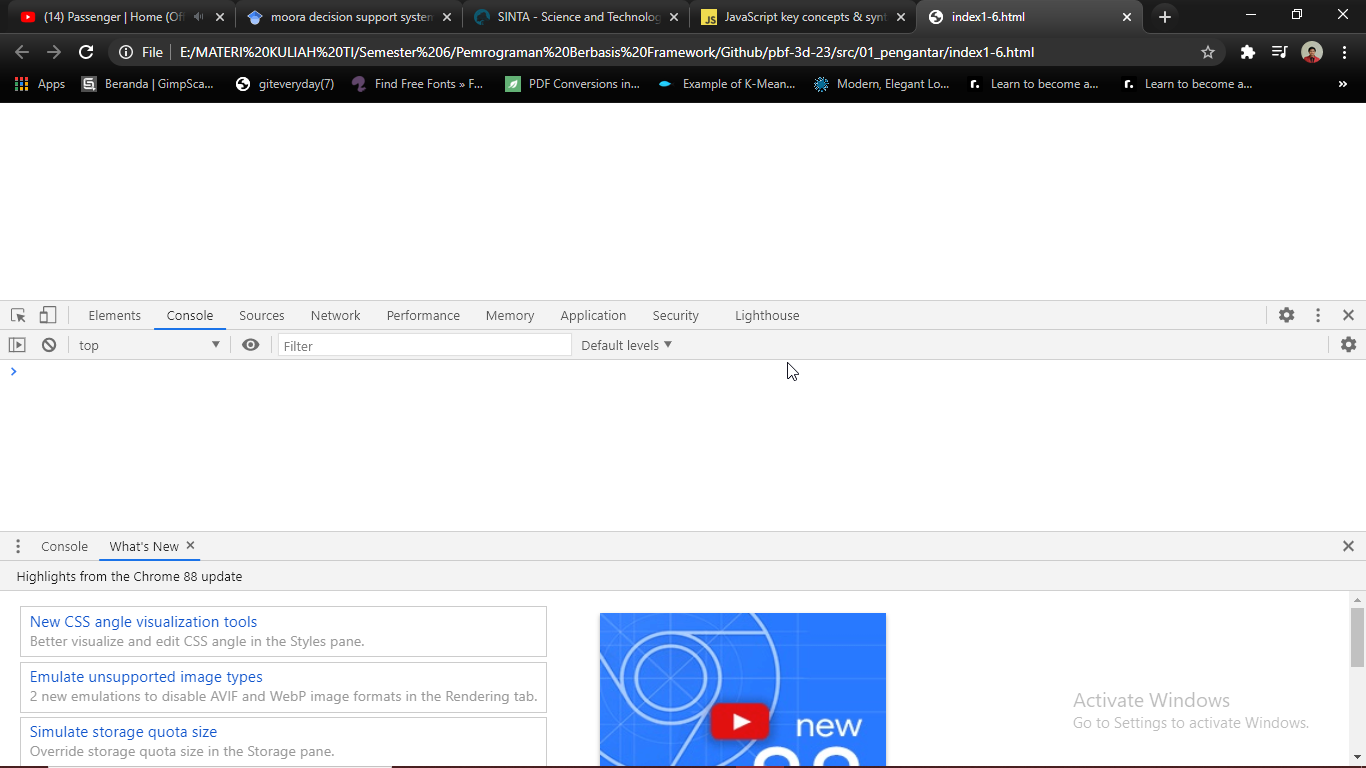 (14) Passenger | Home (Of
moora decision support system
SINTA - Science and Technolog
JavaScript key concepts & synt
index1-6.html
File
E:/MATERI%20KULIAH%20TI/Semester%206/Pemrograman%20Berbasis%20Framework/Github/pbf-3d-23/src/01_pengantar/index1-6.html
Apps
Beranda | GimpSca...
giteveryday(7)
Find Free Fonts » F...
PDF Conversions in...
Example of K-Mean...
Modern, Elegant Lo...
Learn to become a...
Learn to become a...
»
Elements Console Sources Network Performance Memory Application Security Lighthouse
top
Filter
Default levels
Console What's New
Highlights from the Chrome 88 update
New CSS angle visualization tools
Better visualize and edit CSS angle in the Styles pane.
Emulate unsupported image types
2 new emulations to disable AVIF and WebP image formats in the Rendering tab.
Simulate storage quota size
Override storage quota size in the Storage pane.
new
88
Activate Windows
Go to Settings to activate Windows.